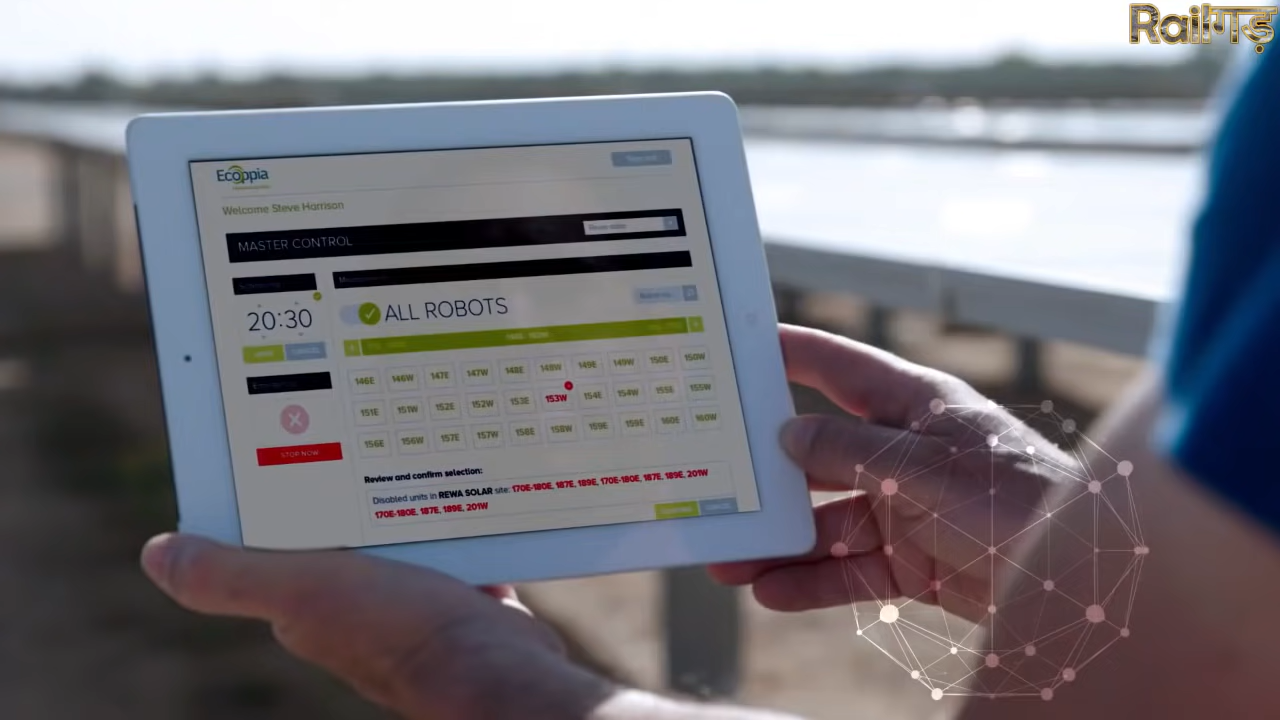 Railगड़
Ecoppia
Welcome Steve Harrison
MASTER CONTROL
20:30
ALL ROBOTS
146E 146W 147E 147W 148E 148W 149E 149W 150E 150W
151E 151W 152E 152W 153E 153W 154E 154W 155E 155W
156E 156W 157E 157W 158E 158W 159E 159E 160E 160W
STOP NOW
Review and confirm selection:
Disabled units in REWA SOLAR site: 170E-180E, 187E, 189E, 170E-180E, 187E, 189E, 201W
170E-180E, 187E, 189E, 201W